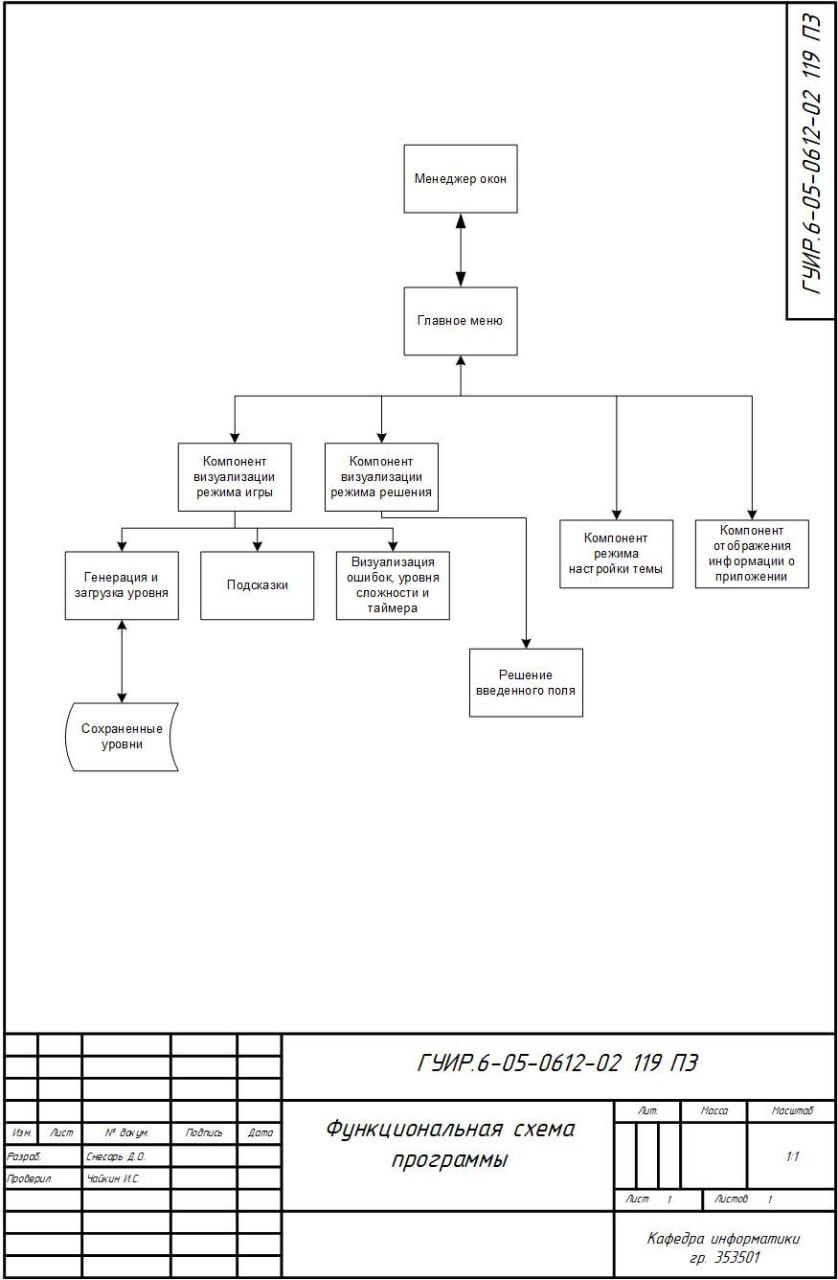 ГУИР.6-05-0612-02 119 ПЗ
Менеджер окон
Главное меню
Компонент
визуализации
режима игры
Компонент
визуализации
режима решения
Компонент
режима
настройки темы
Компонент
отображения
информации о
приложении
Генерация и
загрузка уровня
Подсказки
Визуализация
ошибок, уровня
сложности и
таймера
Решение
введенного поля
Сохраненные
уровни
ГУИР.6-05-0612-02 119 ПЗ
Изм. Лист № докум. Подпись Дата
Разраб. Снесарь Д.О.
Проверил Чайкин И.С.
Функциональная схема
программы
Лит. Масса Масштаб
1:1
Лист 1 Листов 1
Кафедра информатики
гр. 353501